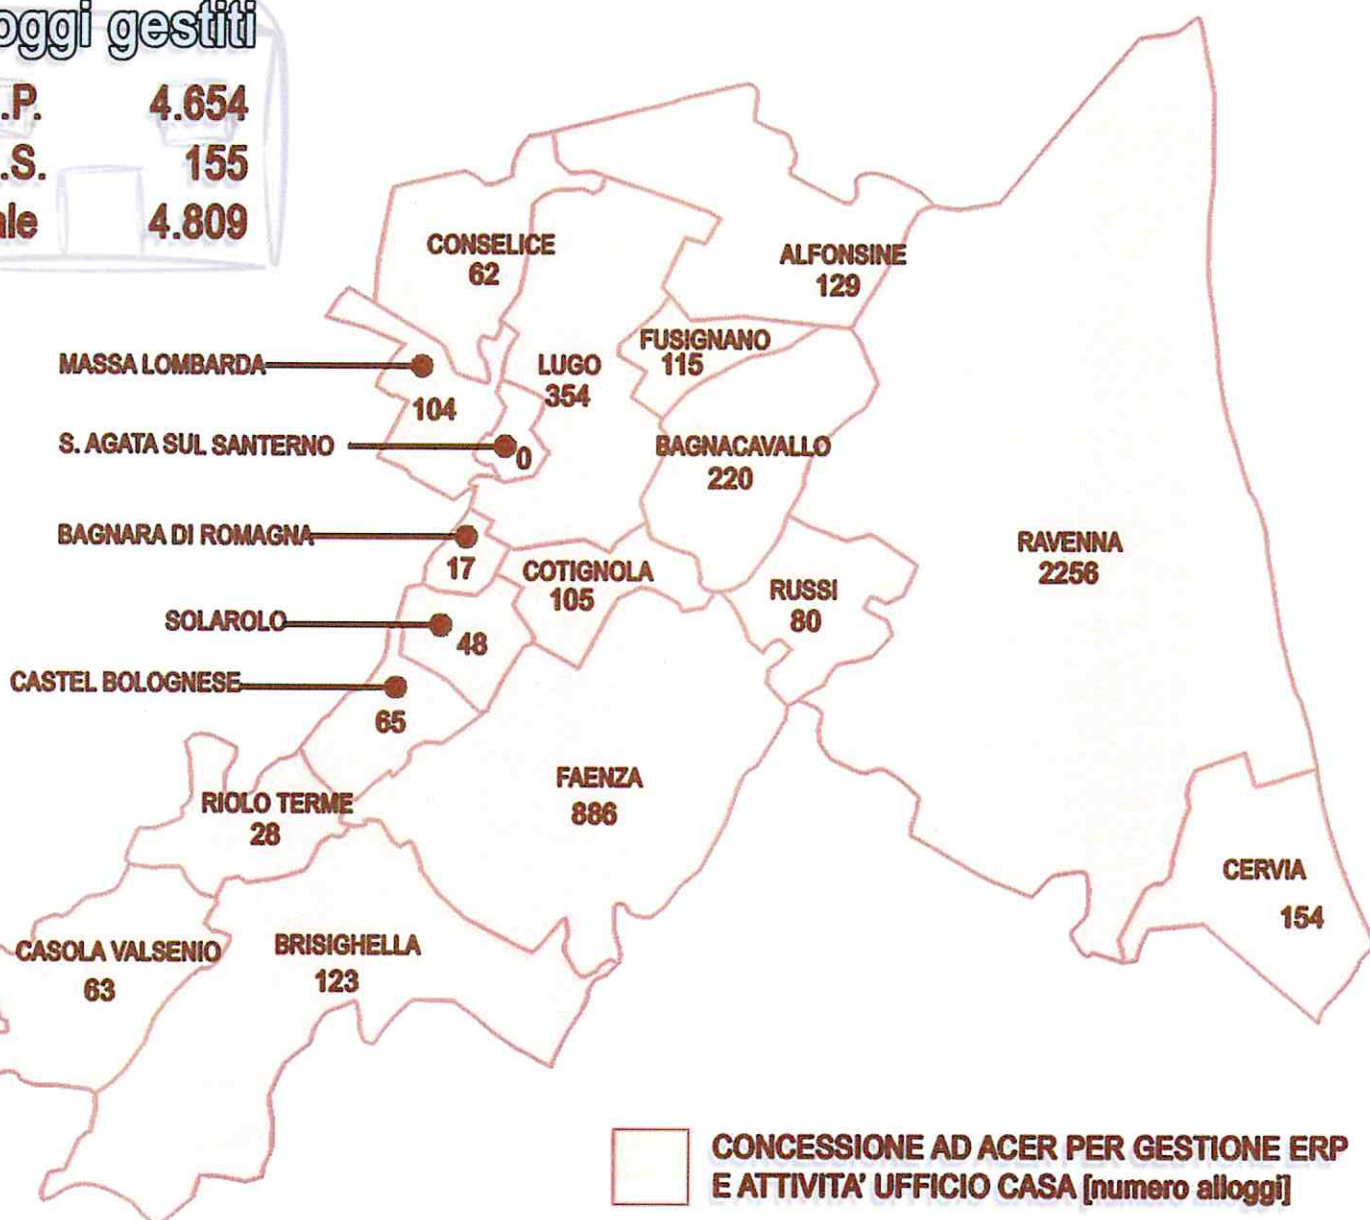 oggi gestiti
.P. 4.654
.S. 155
ale 4.809
CONSELICE
62
ALFONSINE
129
MASSA LOMBARDA
104
LUGO
354
FUSIGNANO
115
S. AGATA SUL SANTERNO
0
BAGNACAVALLO
220
BAGNARA DI ROMAGNA
17
COTIGNOLA
105
RAVENNA
2256
RUSSI
80
SOLAROLO
48
CASTEL BOLOGNESE
65
FAENZA
886
RIOLO TERME
28
CERVIA
154
CASOLA VALSENIO
63
BRISIGHELLA
123
CONCESSIONE AD ACER PER GESTIONE ERP
E ATTIVITA' UFFICIO CASA [numero alloggi]